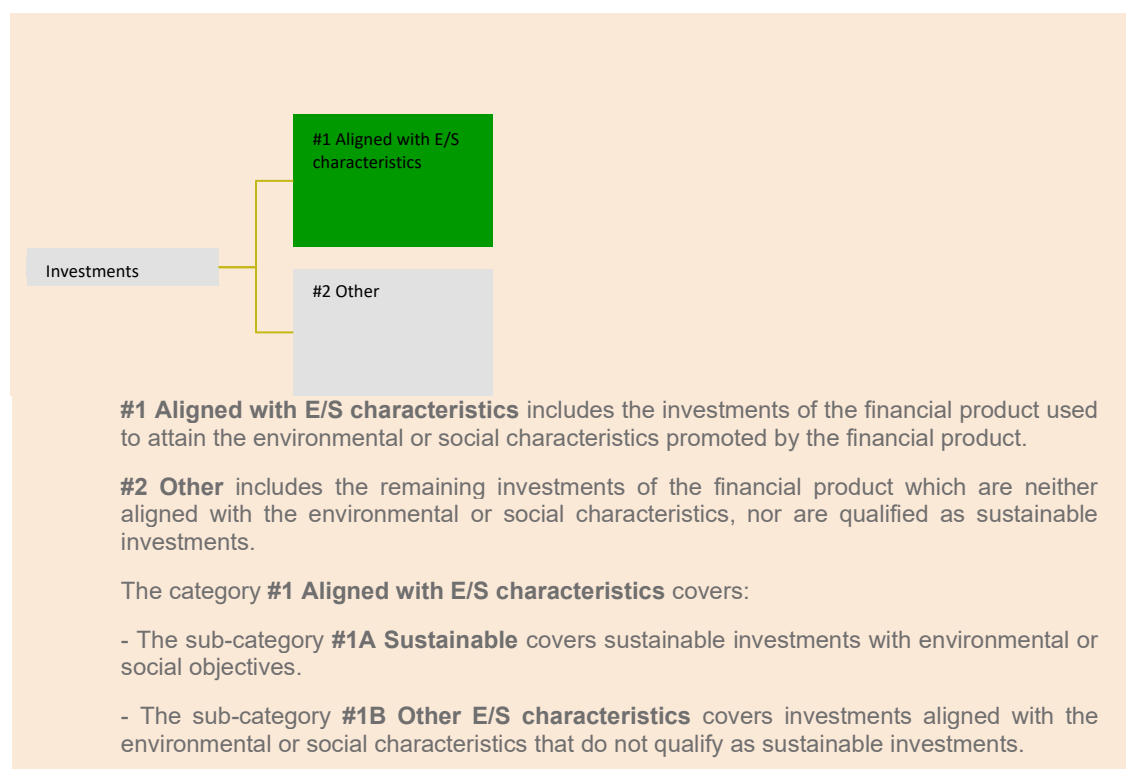 #1 Aligned with E/S
characteristics
Investments
#2 Other
#1 Aligned with E/S characteristics includes the investments of the financial product used
to attain the environmental or social characteristics promoted by the financial product.
#2 Other includes the remaining investments of the financial product which are neither
aligned with the environmental or social characteristics, nor are qualified as sustainable
investments.
The category #1 Aligned with E/S characteristics covers:
- The sub-category #1A Sustainable covers sustainable investments with environmental or
social objectives.
- The sub-category #1B Other E/S characteristics covers investments aligned with the
environmental or social characteristics that do not qualify as sustainable investments.